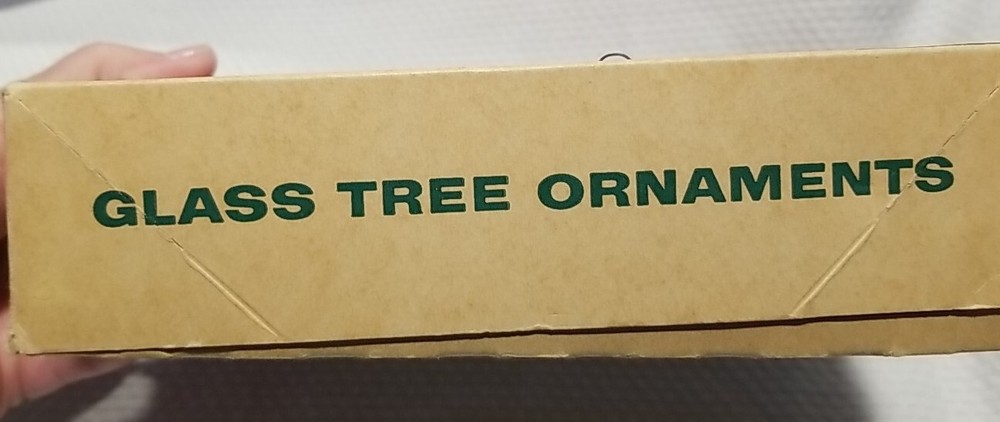 GLASS TREE ORNAMENTS